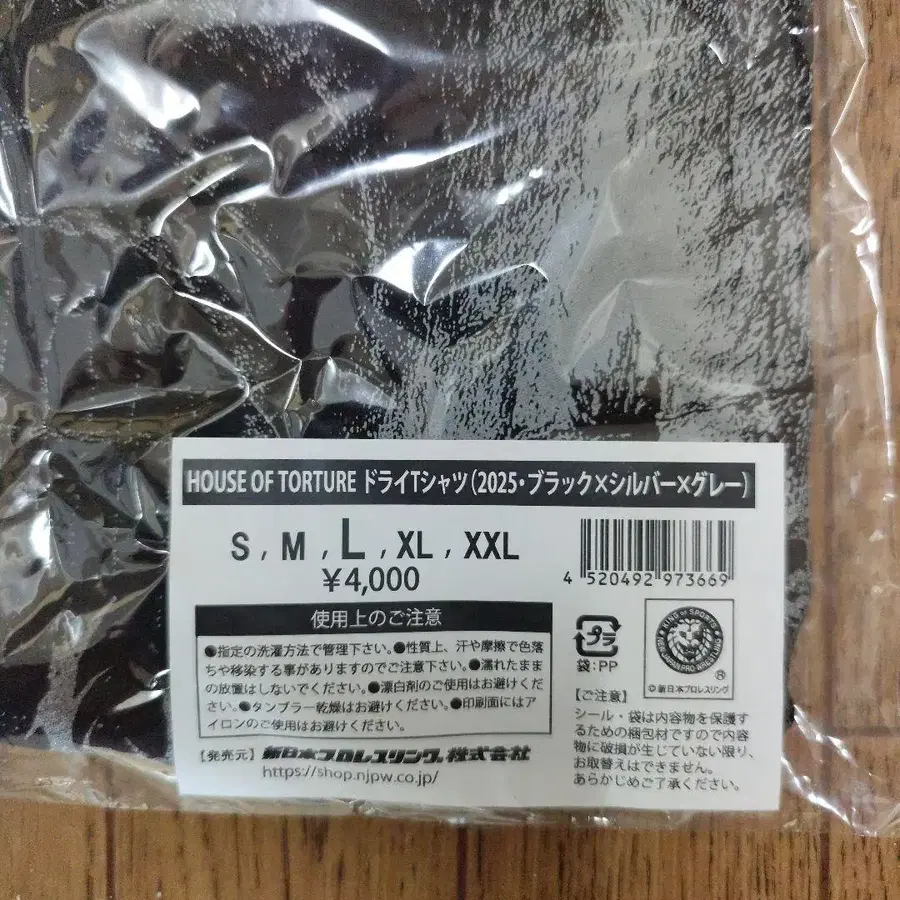 HOUSE OF TORTURE ドライTシャツ(2025・ブラック×シルバー×グレー)
S , M , L , XL , XXL
¥4,000
4 520492 973669
使用上のご注意
●指定の洗濯方法で管理下さい。●性質上、汗や摩擦で色落
ちや移染する事がありますのでご注意下さい。●濡れたまま
の放置はしないでください。●漂白剤のご使用はお避けくだ
さい。●タンブラー乾燥はお避けください。●印刷面にはア
イロンのご使用はお避けください。
【発売元】新日本プロレスリング株式会社
https://shop.njpw.co.jp/
プラ
袋:PP
KING OF SPORTS
NEW JAPAN PRO WRESTLING
®
©新日本プロレスリング
【ご注意】
シール・袋は内容物を保護す
るための梱包材ですので内容
物に破損が生じていない限り、
お取替えはできません。
あらかじめご了承ください。